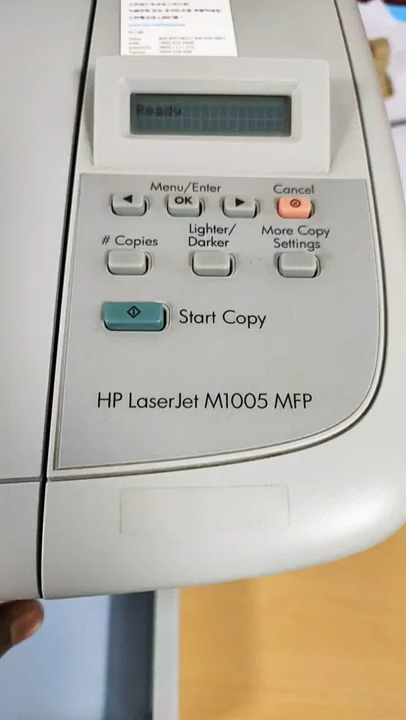 Ready
Menu/Enter
OK
Cancel
# Copies
Lighter/
Darker
More Copy
Settings
Start Copy
HP LaserJet M1005 MFP